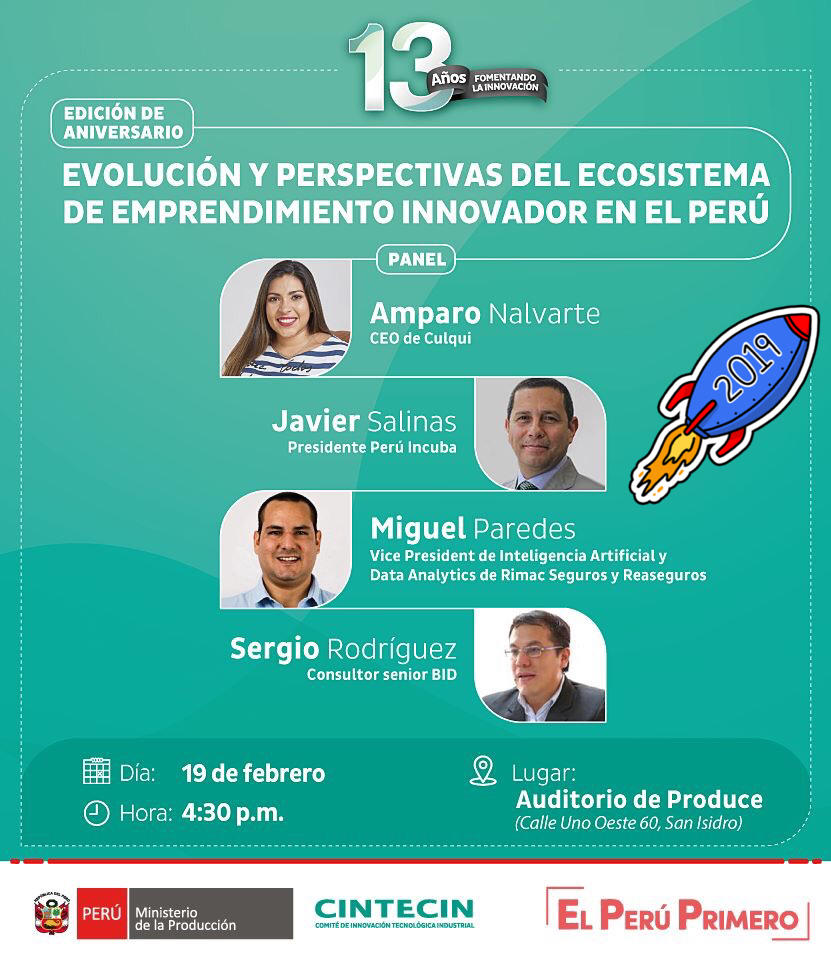 13
Años FOMENTANDO
LA INNOVACIÓN
EDICIÓN DE
ANIVERSARIO
EVOLUCIÓN Y PERSPECTIVAS DEL ECOSISTEMA
DE EMPRENDIMIENTO INNOVADOR EN EL PERÚ
PANEL
Amparo Nalvarte
CEO de Culqui
2019
Javier Salinas
Presidente Perú Incuba
Miguel Paredes
Vice President de Inteligencia Artificial y
Data Analytics de Rimac Seguros y Reaseguros
Sergio Rodríguez
Consultor senior BID
Día: 19 de febrero
Hora: 4:30 p.m.
Lugar:
Auditorio de Produce
(Calle Uno Oeste 60, San Isidro)
PERÚ
Ministerio
de la Producción
CINTECIN
COMITÉ DE INNOVACIÓN TECNOLÓGICA INDUSTRIAL
EL PERÚ PRIMERO